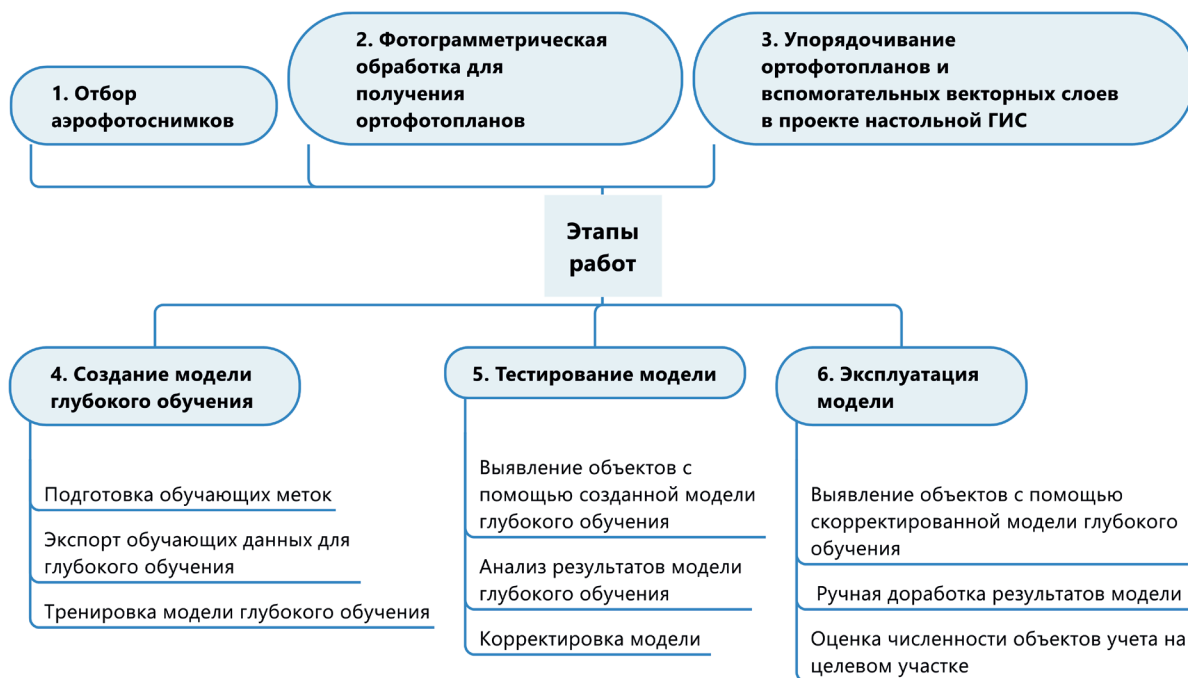 1. Отбор
аэрофотоснимков
2. Фотограмметрическая
обработка для
получения
ортофотопланов
3. Упорядочивание
ортофотопланов и
вспомогательных векторных слоев
в проекте настольной ГИС
Этапы
работ
4. Создание модели
глубокого обучения
Подготовка обучающих меток
Экспорт обучающих данных для
глубокого обучения
Тренировка модели глубокого обучения
5. Тестирование модели
Выявление объектов с
помощью созданной модели
глубокого обучения
Анализ результатов модели
глубокого обучения
Корректировка модели
6. Эксплуатация
модели
Выявление объектов с помощью
скорректированной модели глубокого
обучения
Ручная доработка результатов модели
Оценка численности объектов учета на
целевом участке